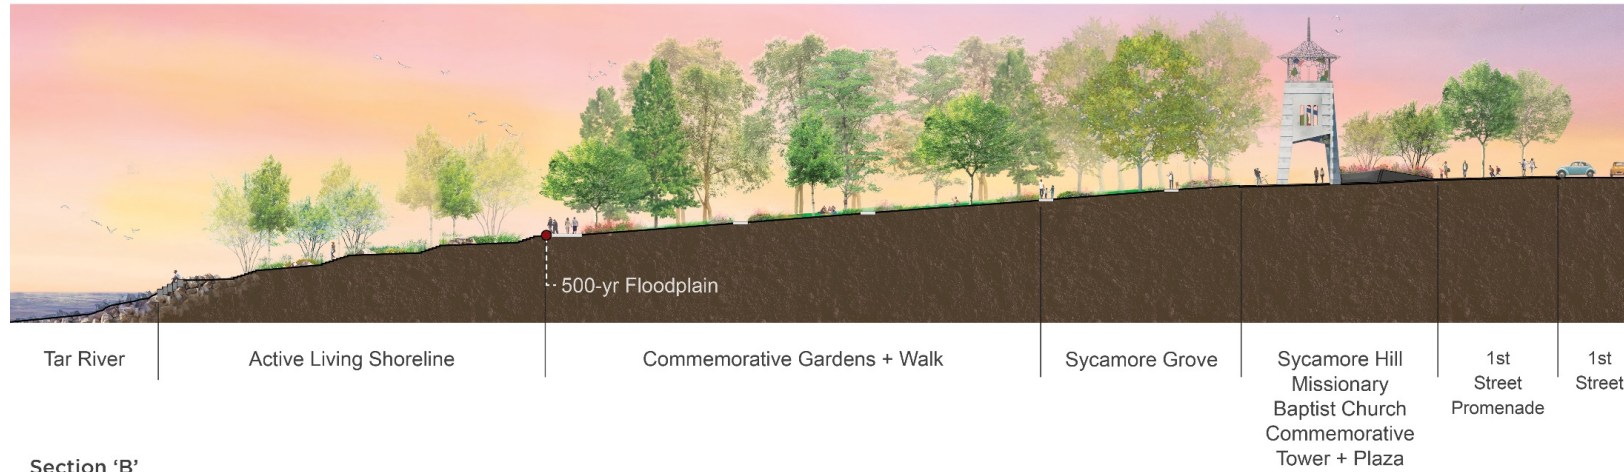 500-yr Floodplain
Tar River
Active Living Shoreline
Commemorative Gardens + Walk
Sycamore Grove
Sycamore Hill
Missionary
Baptist Church
Commemorative
Tower + Plaza
1st
Street
Promenade
1st
Street
Section ‘B’